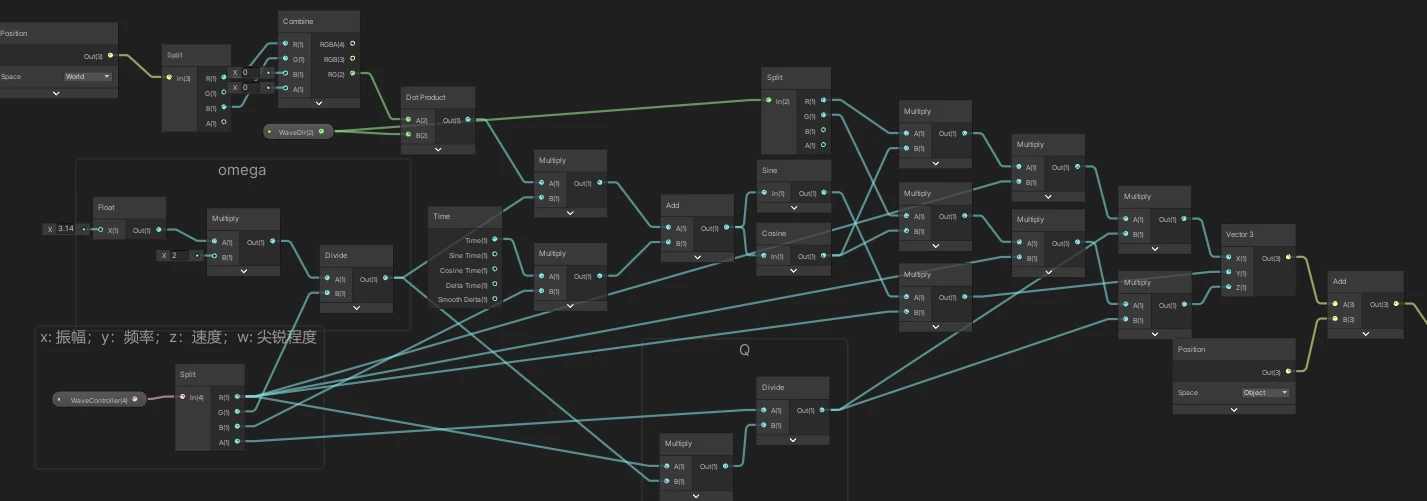 Position
Out(3)
Space
World
Split
In(3)
R(1)
G(1)
B(1)
A(1)
X 0
X 0
Combine
R(1)
G(1)
B(1)
A(1)
RGBA(4)
RGB(3)
RG(2)
WaveDir(2)
Dot Product
A(2)
B(2)
Out(1)
omega
X 3.14
Float
X(1)
Out(1)
Multiply
A(1)
B(1)
Out(1)
X 2
Divide
A(1)
B(1)
Out(1)
x: 振幅；y：频率；z：速度；w: 尖锐程度
WaveController(4)
Split
In(4)
R(1)
G(1)
B(1)
A(1)
Time
Time(1)
Sine Time(1)
Cosine Time(1)
Delta Time(1)
Smooth Delta(1)
Multiply
A(1)
B(1)
Out(1)
Multiply
A(1)
B(1)
Out(1)
Add
A(1)
B(1)
Out(1)
Split
In(2)
R(1)
G(1)
B(1)
A(1)
Sine
In(1)
Out(1)
Cosine
In(1)
Out(1)
Q
Multiply
A(1)
B(1)
Out(1)
Divide
A(1)
B(1)
Out(1)
Multiply
A(1)
B(1)
Out(1)
Multiply
A(1)
B(1)
Out(1)
Multiply
A(1)
B(1)
Out(1)
Multiply
A(1)
B(1)
Out(1)
Multiply
A(1)
B(1)
Out(1)
Multiply
A(1)
B(1)
Out(1)
Multiply
A(1)
B(1)
Out(1)
Vector 3
X(1)
Y(1)
Z(1)
Out(3)
Position
Out(3)
Space
Object
Add
A(3)
B(3)
Out(3)